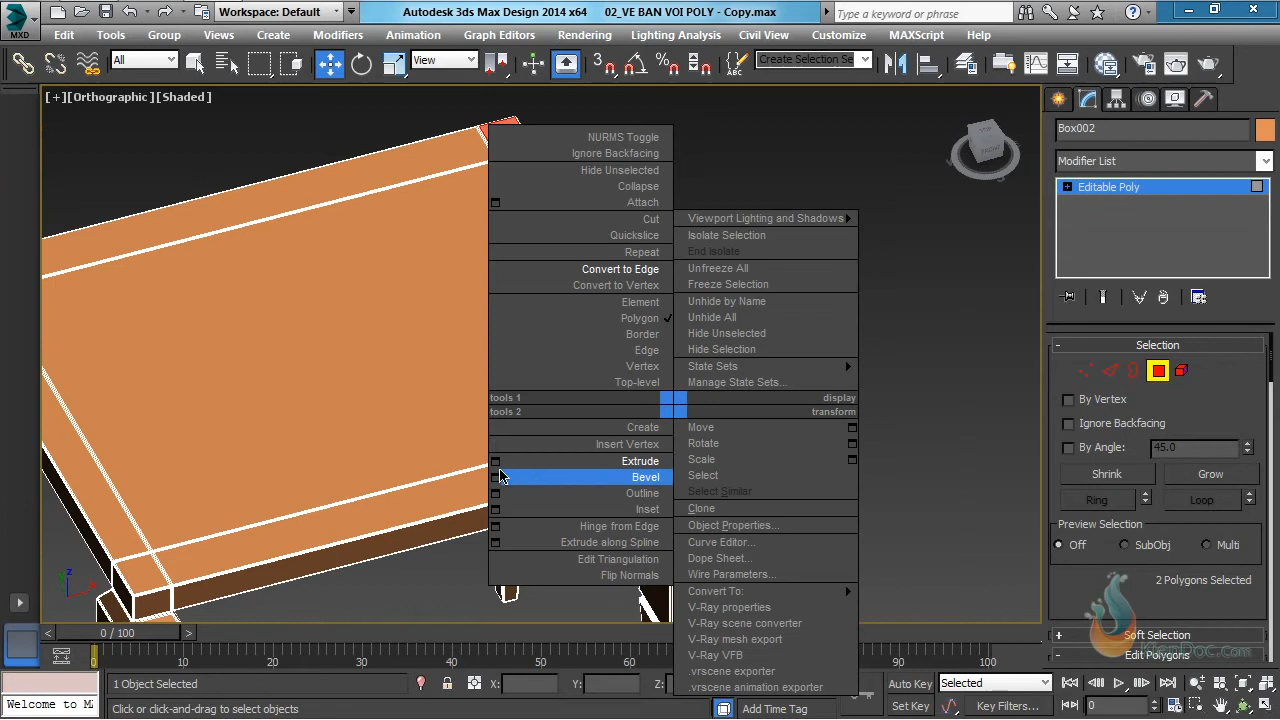 MXD
Workspace: Default
Autodesk 3ds Max Design 2014 x64    02_VE BAN VOI POLY - Copy.max
Type a keyword or phrase
Edit Tools Group Views Create Modifiers Animation Graph Editors Rendering Lighting Analysis Civil View Customize MAXScript Help
All
View
Create Selection Se
[+][Orthographic][Shaded]
TOP
FRONT
Box002
Modifier List
Editable Poly
NURMS Toggle
Ignore Backfacing
Hide Unselected
Collapse
Attach
Cut
Quickslice
Repeat
Convert to Edge
Convert to Vertex
Element
Polygon
Border
Edge
Vertex
Top-level
tools 1
tools 2
Create
Insert Vertex
Extrude
Bevel
Outline
Inset
Hinge from Edge
Extrude along Spline
Edit Triangulation
Flip Normals
Viewport Lighting and Shadows
Isolate Selection
End Isolate
Unfreeze All
Freeze Selection
Unhide by Name
Unhide All
Hide Unselected
Hide Selection
State Sets
Manage State Sets...
display
transform
Move
Rotate
Scale
Select
Select Similar
Clone
Object Properties...
Curve Editor...
Dope Sheet...
Wire Parameters...
Convert To:
V-Ray properties
V-Ray scene converter
V-Ray mesh export
V-Ray VFB
.vrscene exporter
.vrscene animation exporter
- Selection
By Vertex
Ignore Backfacing
By Angle: 45.0
Shrink Grow
Ring Loop
Preview Selection
Off SubObj Multi
2 Polygons Selected
+ Soft Selection
- Edit Polygons
KienDoc.Com
z
x
< 0 / 100 >
0 10 20 30 40 50 60 90 100
1 Object Selected
X: Y: Z:
Auto Key Selected
Welcome to M
Click or click-and-drag to select objects
Add Time Tag
Set Key Key Filters... 0